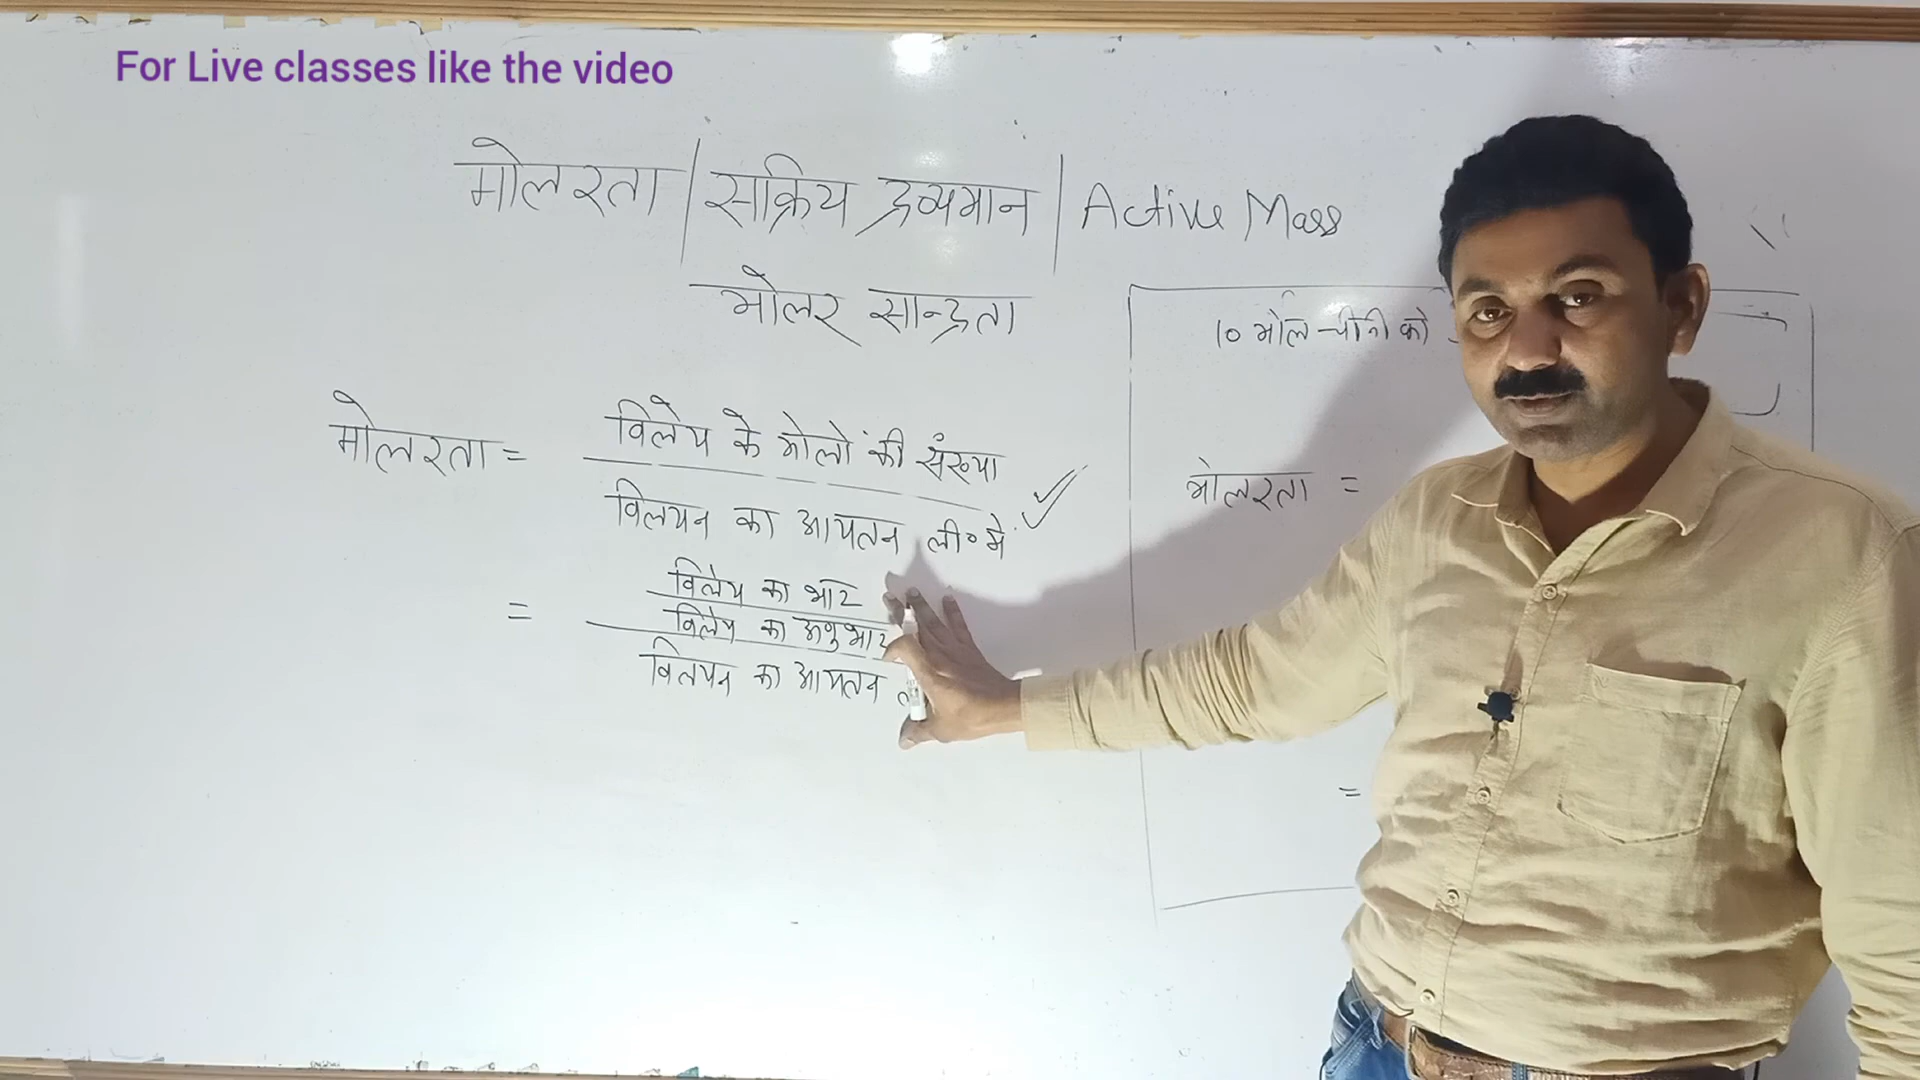 For Live classes like the video
मोलरता | सक्रिय द्रव्यमान | Active Mass
मोलर सान्द्रता
मोलरता = विलेय के मोलों की संख्या
विलयन का आयतन ली० में
= विलेय का भार
विलेय का अणुभार
विलयन का आयतन
10 मोल चीनी को
मोलरता =
=